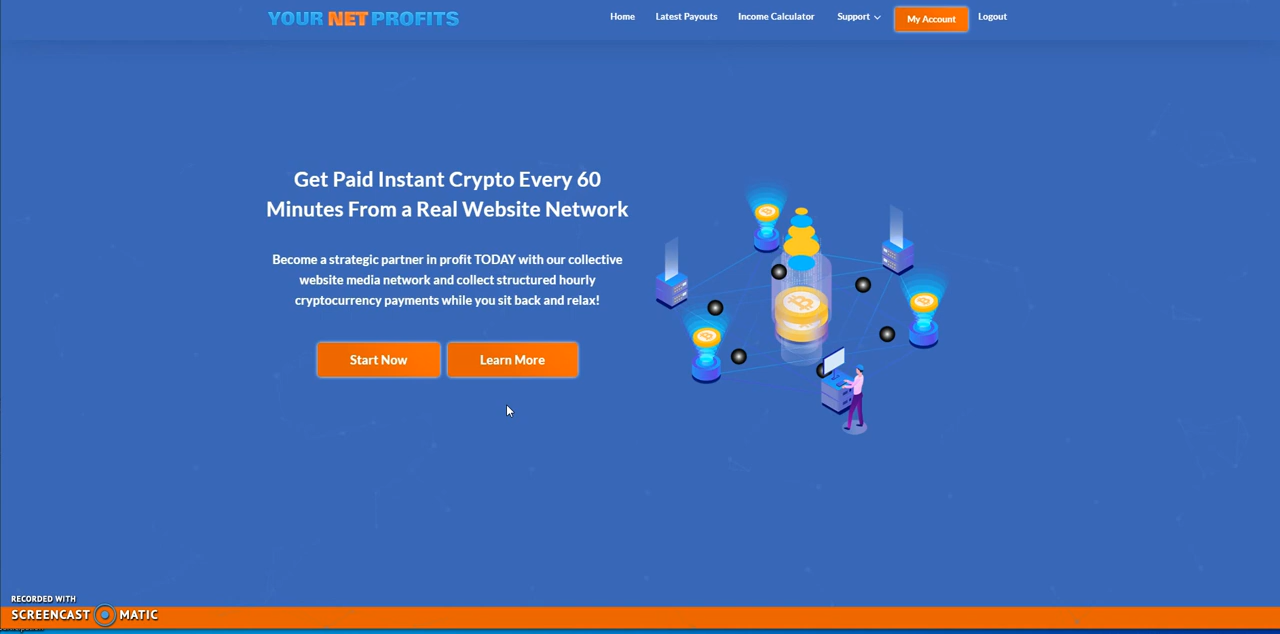 YOUR NET PROFITS
Home
Latest Payouts
Income Calculator
Support
My Account
Logout
Get Paid Instant Crypto Every 60
Minutes From a Real Website Network
Become a strategic partner in profit TODAY with our collective
website media network and collect structured hourly
cryptocurrency payments while you sit back and relax!
Start Now
Learn More
RECORDED WITH
SCREENCAST MATIC